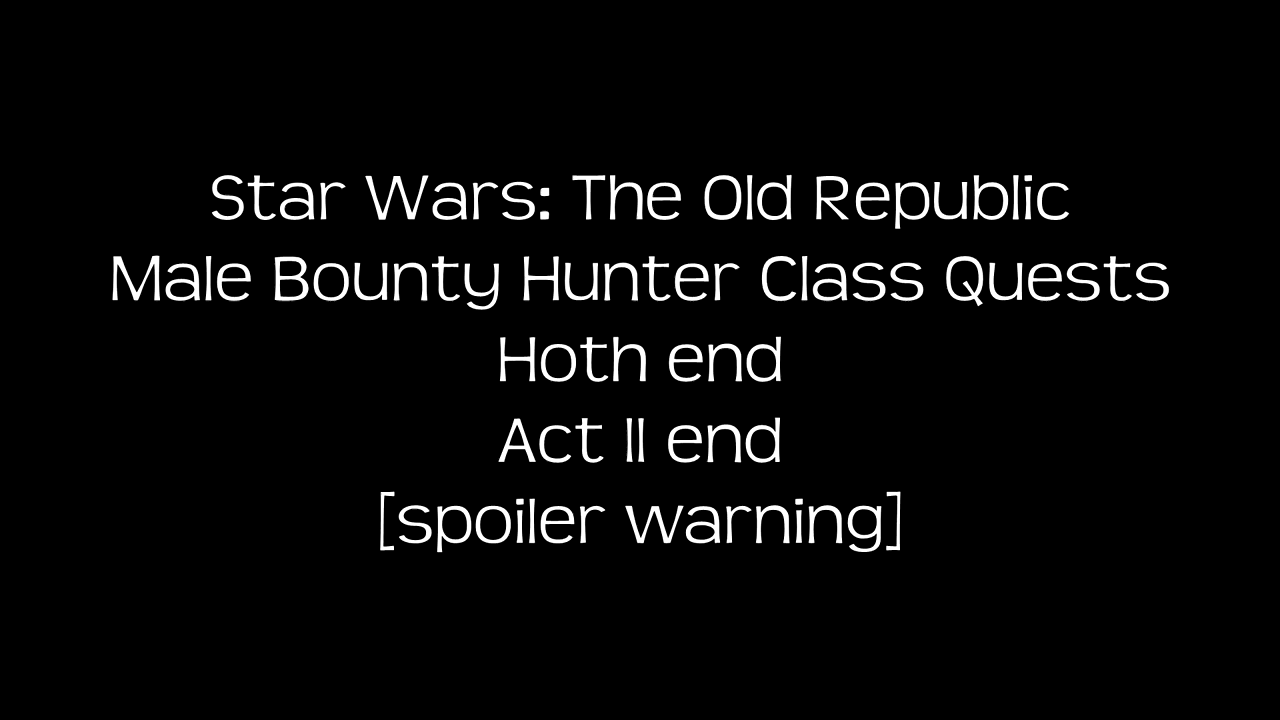 Star Wars: The Old Republic
Male Bounty Hunter Class Quests
Hoth end
Act II end
[spoiler warning]